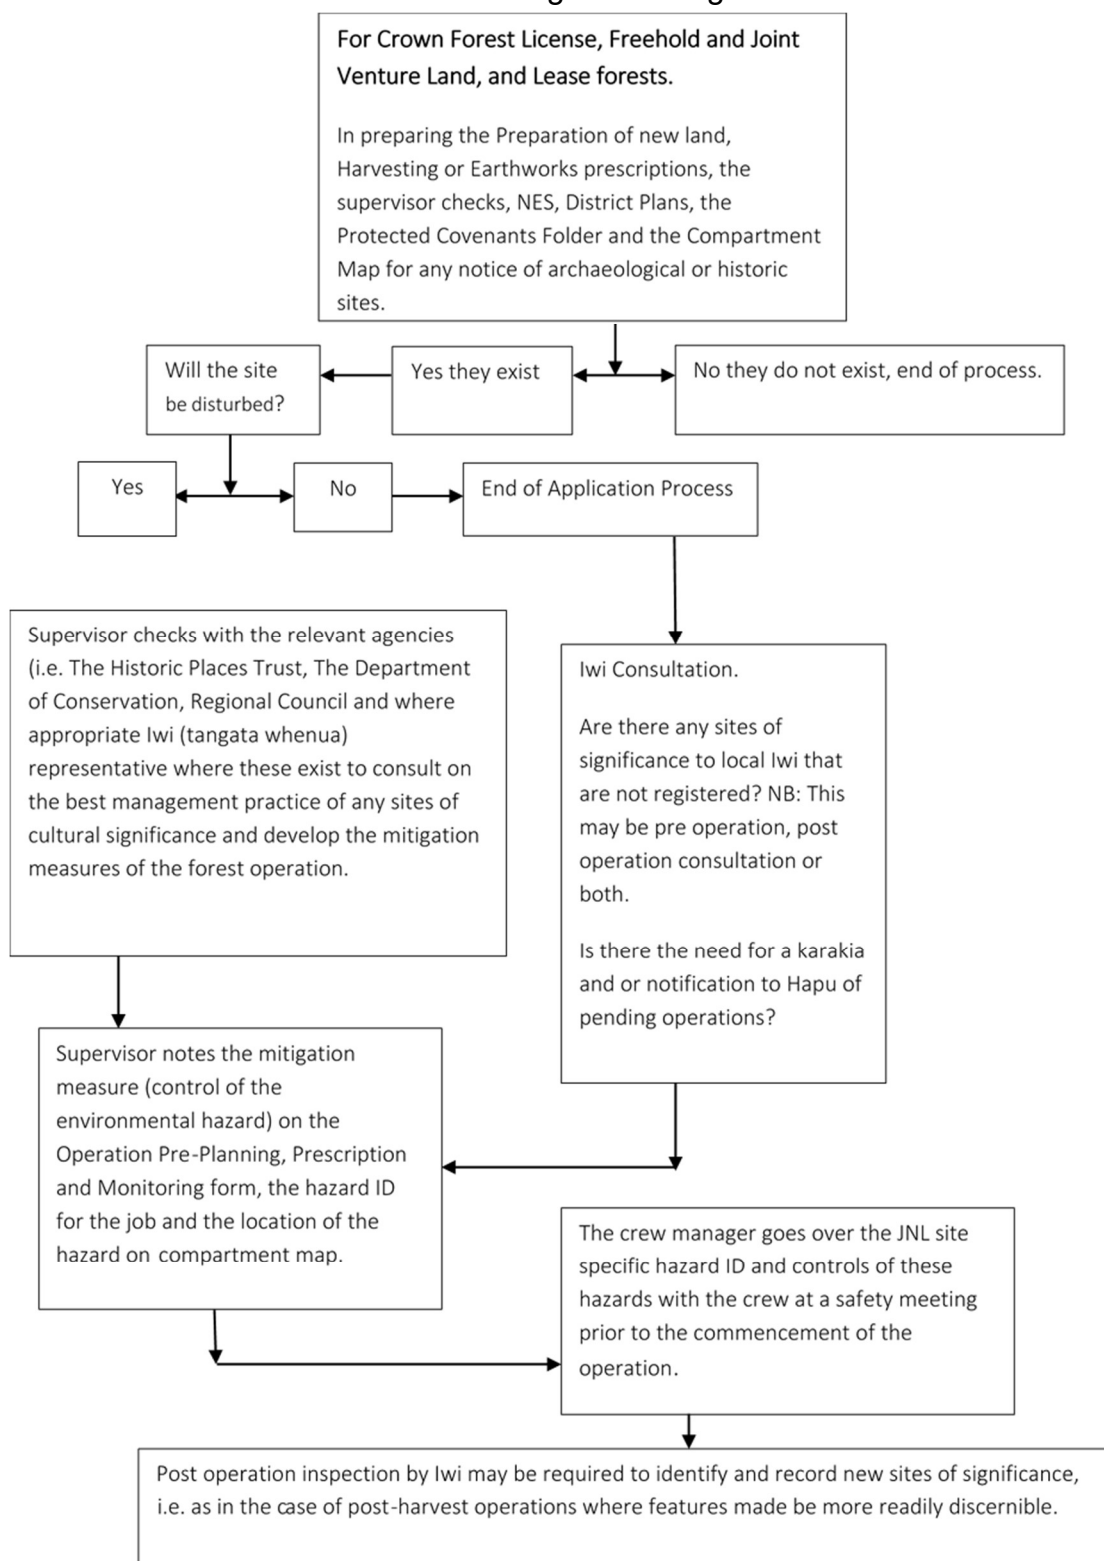 For Crown Forest License, Freehold and Joint
Venture Land, and Lease forests.
In preparing the Preparation of new land,
Harvesting or Earthworks prescriptions, the
supervisor checks, NES, District Plans, the
Protected Covenants Folder and the Compartment
Map for any notice of archaeological or historic
sites.
Will the site
be disturbed?
Yes they exist
No they do not exist, end of process.
Yes
No
End of Application Process
Supervisor checks with the relevant agencies
(i.e. The Historic Places Trust, The Department
of Conservation, Regional Council and where
appropriate Iwi (tangata whenua)
representative where these exist to consult on
the best management practice of any sites of
cultural significance and develop the mitigation
measures of the forest operation.
Iwi Consultation.
Are there any sites of
significance to local Iwi that
are not registered? NB: This
may be pre operation, post
operation consultation or
both.
Is there the need for a karakia
and or notification to Hapu of
pending operations?
Supervisor notes the mitigation
measure (control of the
environmental hazard) on the
Operation Pre-Planning, Prescription
and Monitoring form, the hazard ID
for the job and the location of the
hazard on compartment map.
The crew manager goes over the JNL site
specific hazard ID and controls of these
hazards with the crew at a safety meeting
prior to the commencement of the
operation.
Post operation inspection by Iwi may be required to identify and record new sites of significance,
i.e. as in the case of post-harvest operations where features made be more readily discernible.